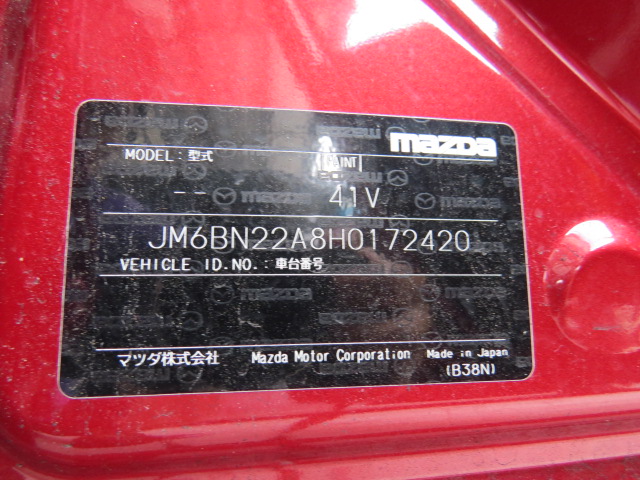 mazda
MODEL: 型式
PAINT
-- 41V
JM6BN22A8H0172420
VEHICLE ID.NO.: 車台番号
マツダ株式会社 Mazda Motor Corporation Made in Japan
(B38N)